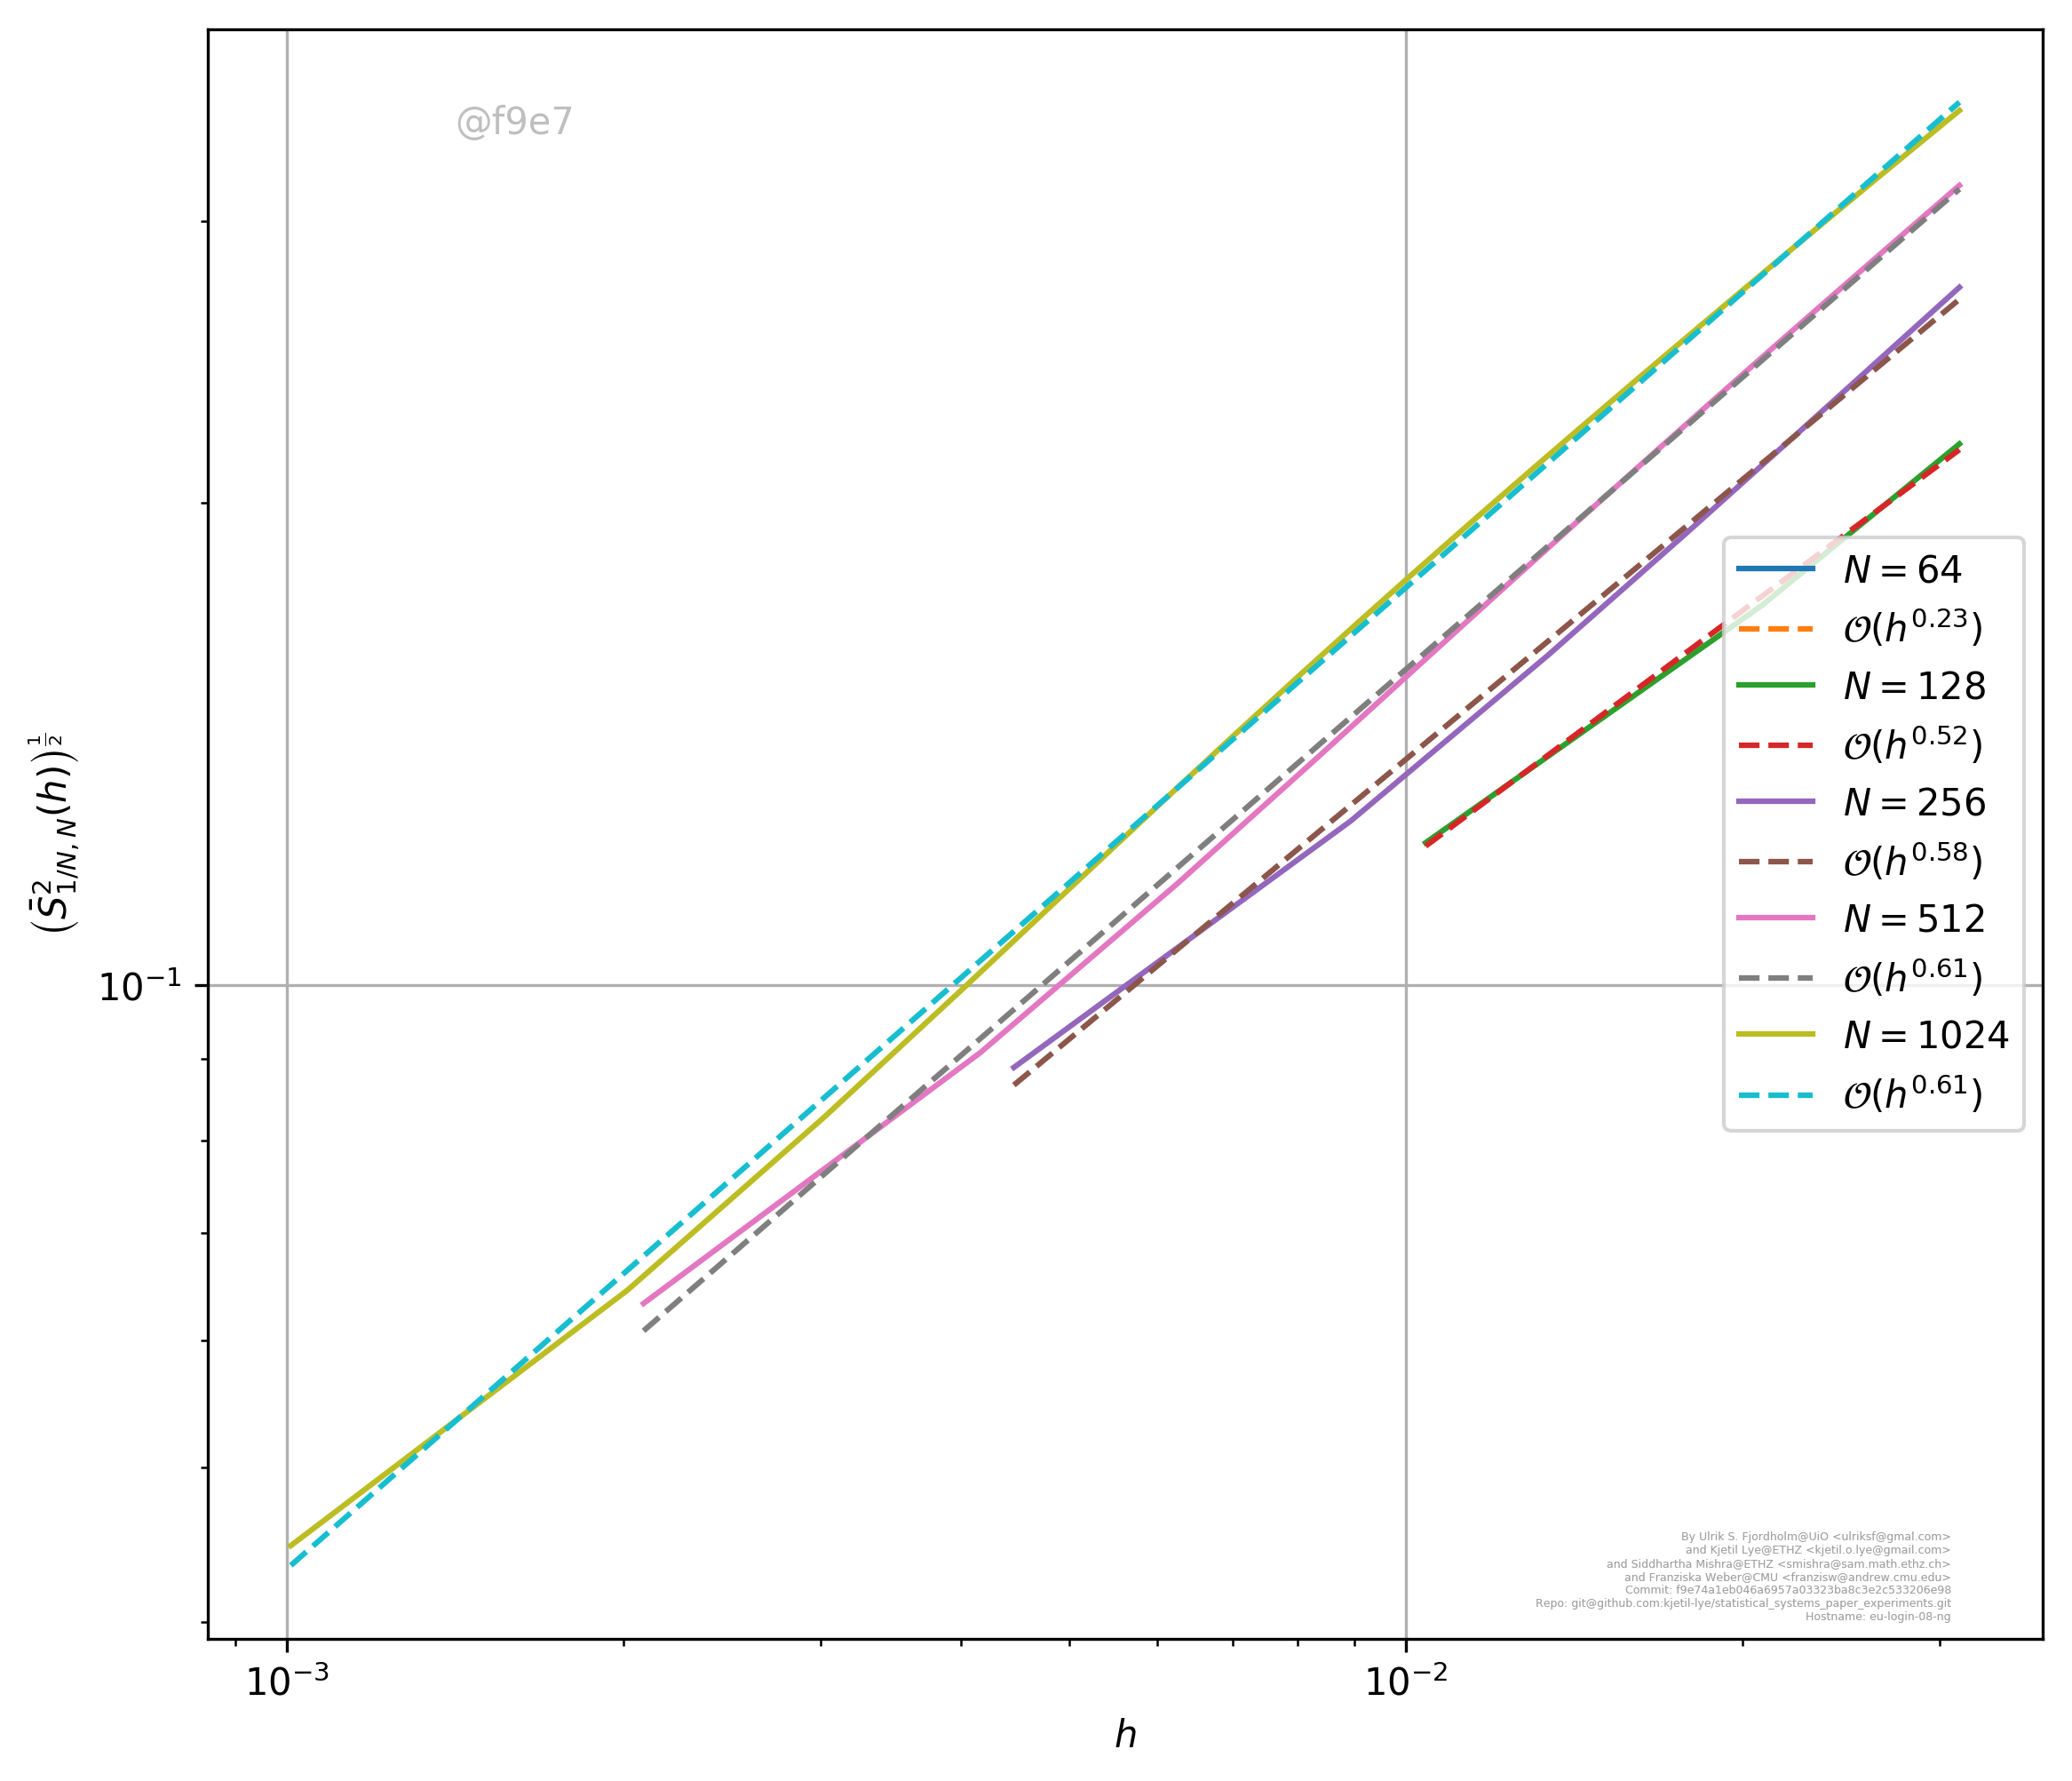 @f9e7
N = 64
𝒪(h^0.23)
N = 128
𝒪(h^0.52)
N = 256
𝒪(h^0.58)
N = 512
𝒪(h^0.61)
N = 1024
𝒪(h^0.61)
(S̄²_{1/N, N}(h))^{1/2}
10⁻¹
By Ulrik S. Fjordholm@UiO <ulriksf@gmal.com>
and Kjetil Lye@ETHZ <kjetil.o.lye@gmail.com>
and Siddhartha Mishra@ETHZ <smishra@sam.math.ethz.ch>
and Franziska Weber@CMU <franzisw@andrew.cmu.edu>
Commit: f9e74a1eb046a6957a03323ba8c3e2c533206e98
Repo: git@github.com:kjetil-lye/statistical_systems_paper_experiments.git
Hostname: eu-login-08-ng
10⁻³ 10⁻²
h